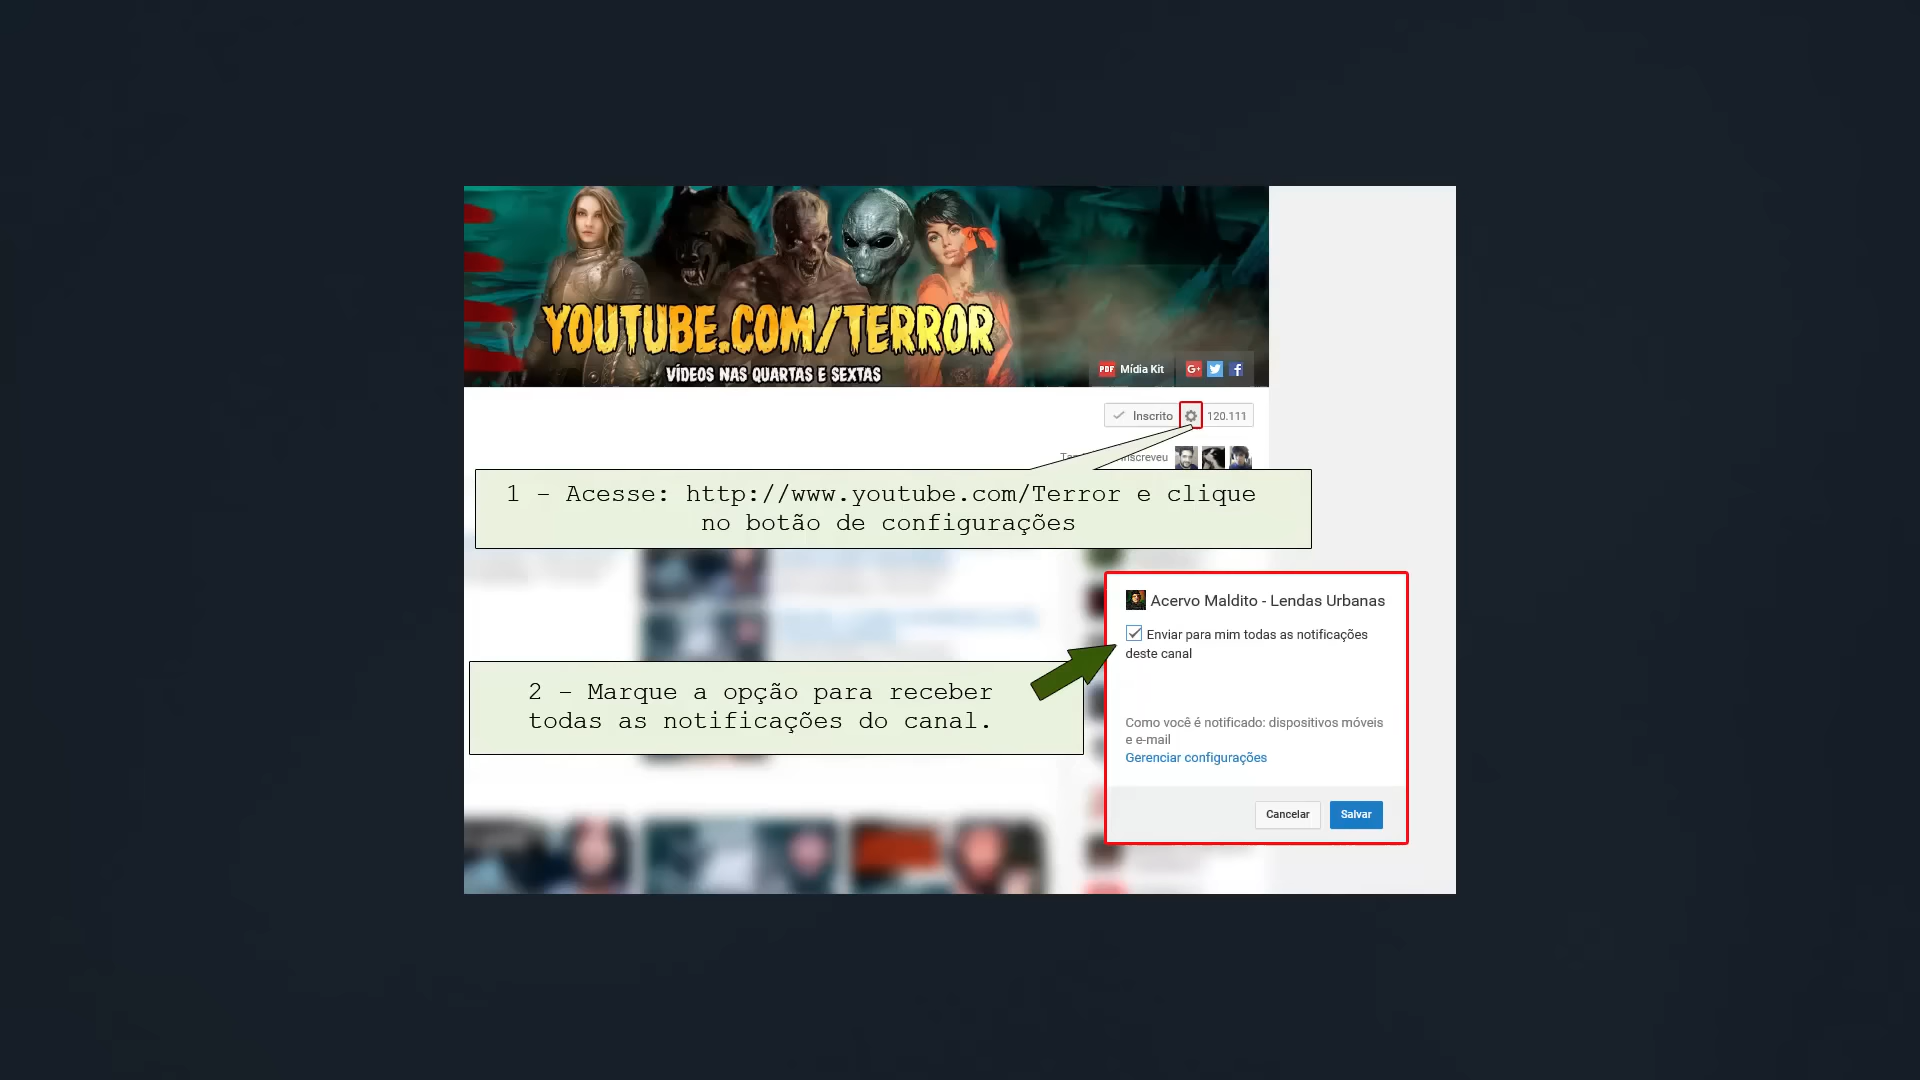 YOUTUBE.COM/TERROR
VÍDEOS NAS QUARTAS E SEXTAS
PDF Mídia Kit G+ f
Inscrito 120.111
nscreveu
1 - Acesse: http://www.youtube.com/Terror e clique
no botão de configurações
Acervo Maldito - Lendas Urbanas
Enviar para mim todas as notificações
deste canal
2 - Marque a opção para receber
todas as notificações do canal.
Como você é notificado: dispositivos móveis
e e-mail
Gerenciar configurações
Cancelar Salvar